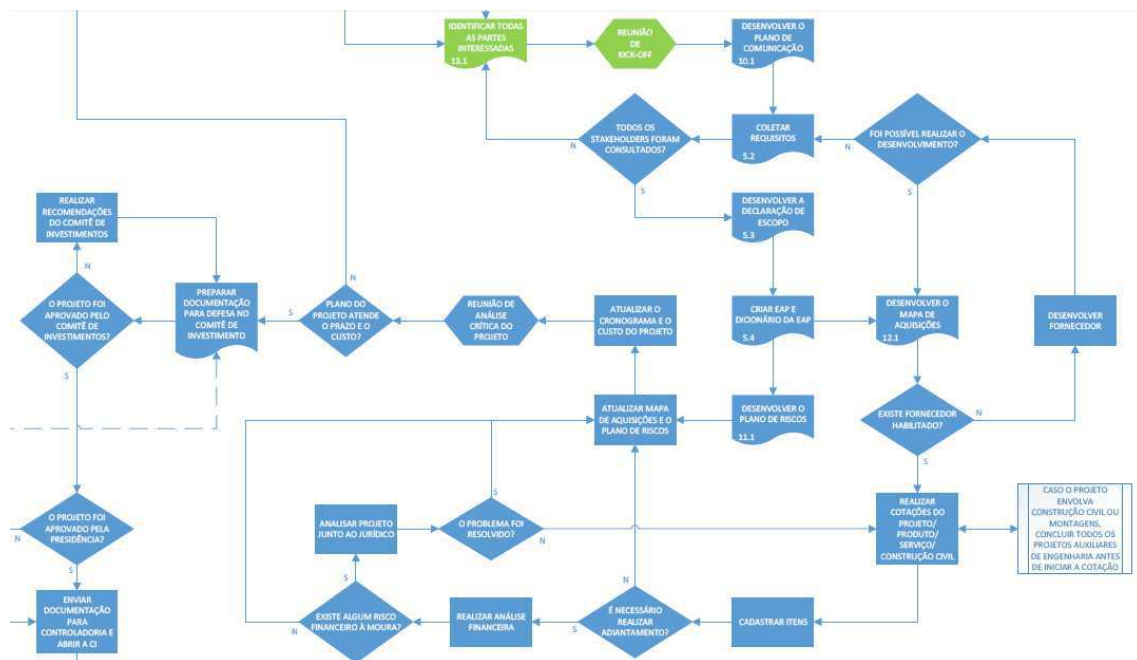 IDENTIFICAR TODAS
AS PARTES
INTERESSADAS
13.1
REUNIÃO
DE
KICK-OFF
DESENVOLVER O
PLANO DE
COMUNICAÇÃO
10.1
TODOS OS
STAKEHOLDERS FORAM
CONSULTADOS?
N
S
COLETAR
REQUISITOS
5.2
FOI POSSÍVEL REALIZAR O
DESENVOLVIMENTO?
N
S
REALIZAR
RECOMENDAÇÕES
DO COMITÊ DE
INVESTIMENTOS
DESENVOLVER A
DECLARAÇÃO DE
ESCOPO
5.3
N
O PROJETO FOI
APROVADO PELO
COMITÊ DE
INVESTIMENTOS?
S
PREPARAR
DOCUMENTAÇÃO
PARA DEFESA NO
COMITÊ DE
INVESTIMENTO
S
N
PLANO DO
PROJETO ATENDE
O PRAZO E O
CUSTO?
REUNIÃO DE
ANÁLISE
CRÍTICA DO
PROJETO
ATUALIZAR O
CRONOGRAMA E O
CUSTO DO PROJETO
CRIAR EAP E
DICIONÁRIO DA EAP
5.4
DESENVOLVER O
MAPA DE
AQUISIÇÕES
12.1
DESENVOLVER
FORNECEDOR
ATUALIZAR MAPA
DE AQUISIÇÕES E O
PLANO DE RISCOS
DESENVOLVER O
PLANO DE RISCOS
11.1
EXISTE FORNECEDOR
HABILITADO?
N
S
O PROJETO FOI
APROVADO PELA
PRESIDÊNCIA?
N
S
ANALISAR PROJETO
JUNTO AO JURÍDICO
S
O PROBLEMA FOI
RESOLVIDO?
N
REALIZAR
COTAÇÕES DO
PROJETO/
PRODUTO/
SERVIÇO/
CONSTRUÇÃO CIVIL
CASO O PROJETO
ENVOLVA
CONSTRUÇÃO CIVIL OU
MONTAGENS,
CONCLUIR TODOS OS
PROJETOS AUXILIARES
DE ENGENHARIA ANTES
DE INICIAR A COTAÇÃO
ENVIAR
DOCUMENTAÇÃO
PARA
CONTROLADORIA E
ABRIR A CI
S
EXISTE ALGUM RISCO
FINANCEIRO À MOURA?
N
REALIZAR ANÁLISE
FINANCEIRA
N
É NECESSÁRIO
REALIZAR
ADIANTAMENTO?
S
CADASTRAR ITENS